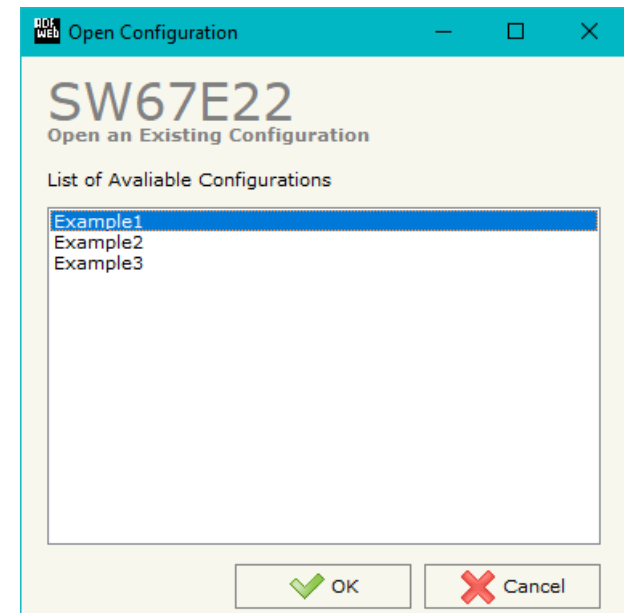 ADF WEB Open Configuration
SW67E22
Open an Existing Configuration
List of Avaliable Configurations
Example1
Example2
Example3
OK Cancel